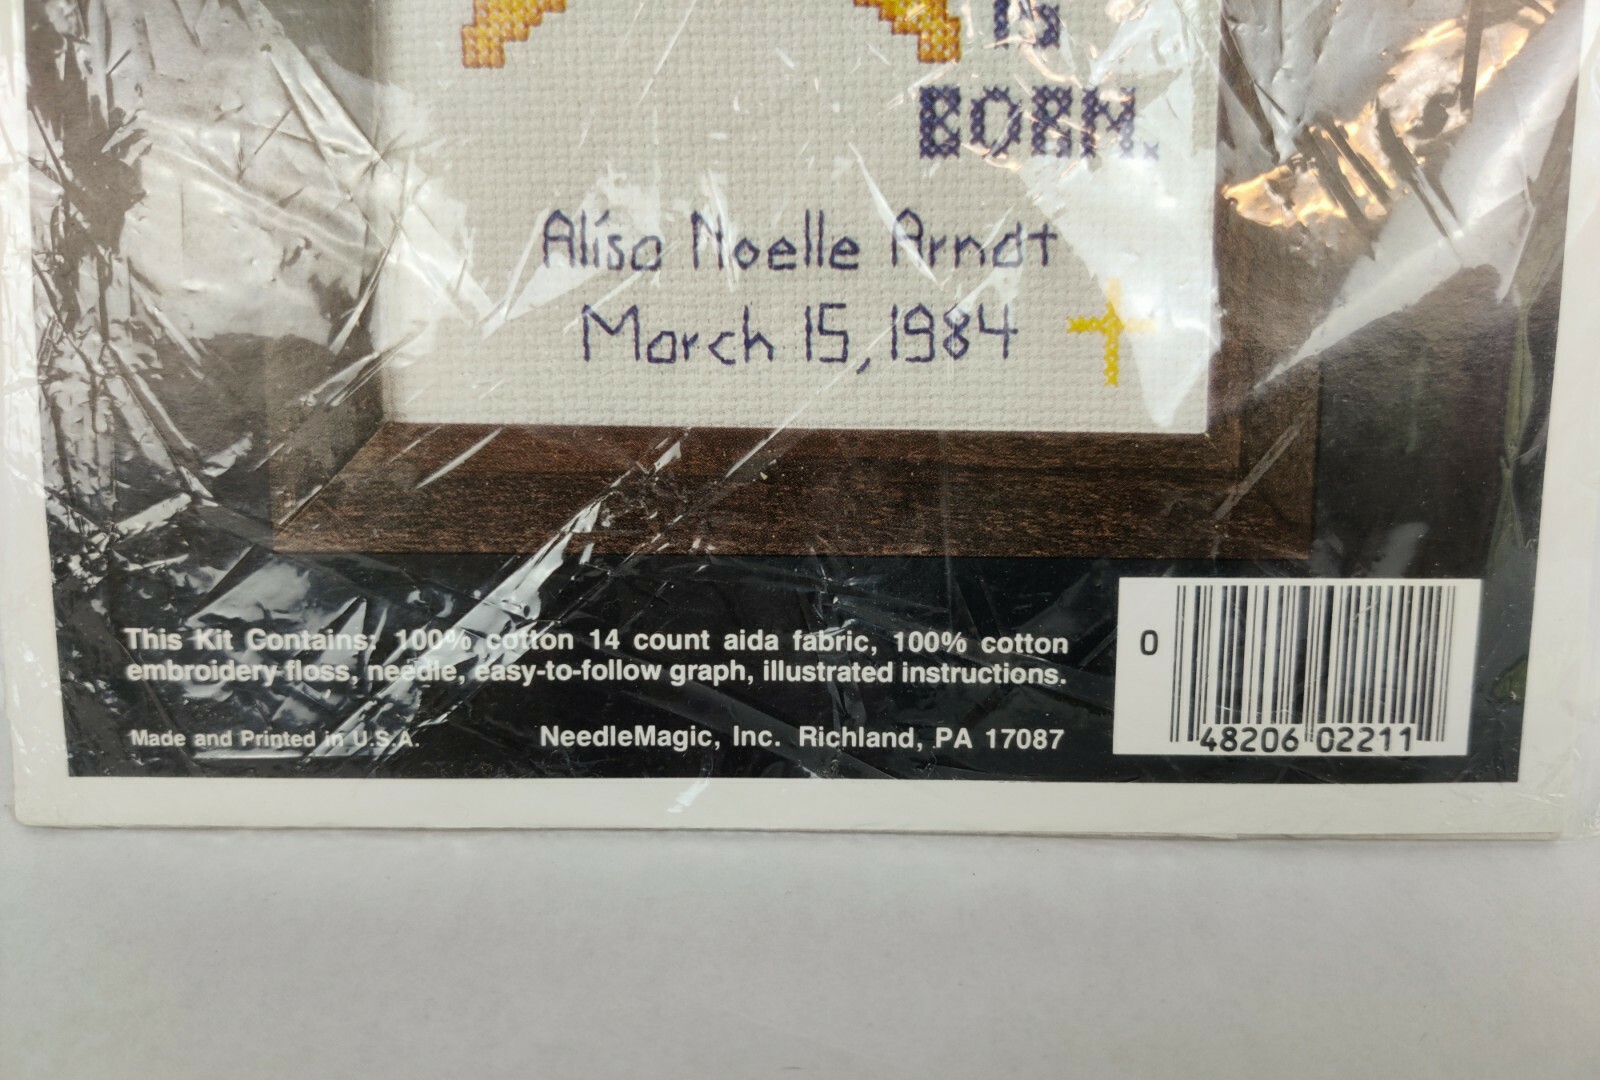 is
BORN.
Alisa Noelle Arndt
March 15, 1984
This Kit Contains: 100% cotton 14 count aida fabric, 100% cotton
embroidery floss, needle, easy-to-follow graph, illustrated instructions.
Made and Printed in U.S.A.
NeedleMagic, Inc. Richland, PA 17087
0 48206 02211